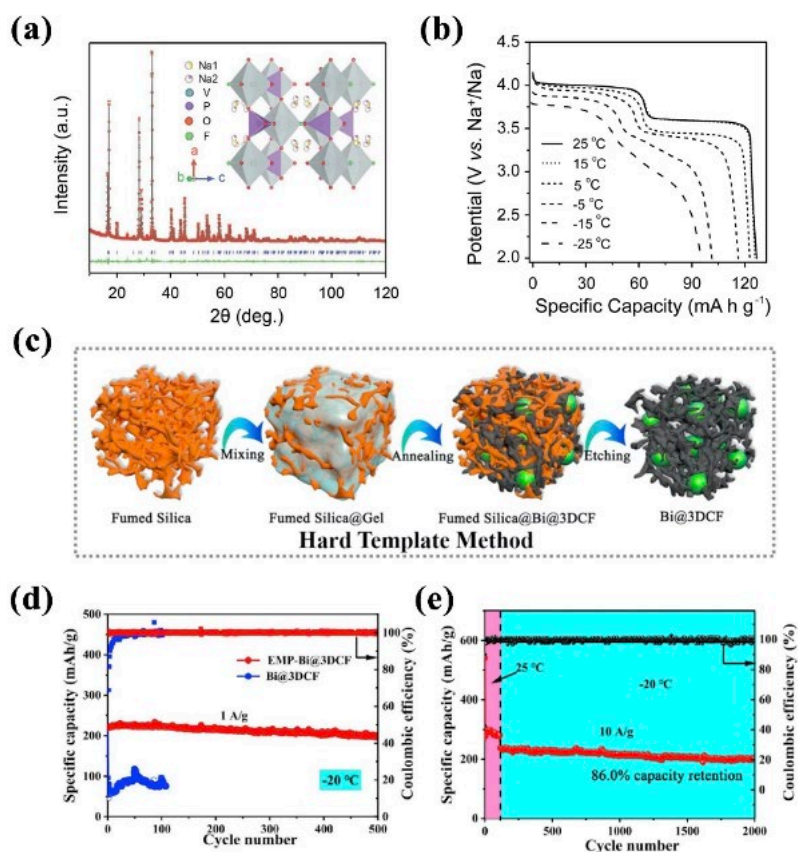 (a)
Intensity (a.u.)
Na1
Na2
V
P
O
F
a
b
c
20 40 60 80 100 120
2θ (deg.)
(b)
Potential (V vs. Na⁺/Na)
4.5
4.0
3.5
3.0
2.5
2.0
25 °C
15 °C
5 °C
-5 °C
-15 °C
-25 °C
0 30 60 90 120
Specific Capacity (mA h g⁻¹)
(c)
Mixing
Annealing
Etching
Fumed Silica
Fumed Silica@Gel
Fumed Silica@Bi@3DCF
Bi@3DCF
Hard Template Method
(d)
Specific capacity (mAh/g)
500
400
300
200
100
0
EMP-Bi@3DCF
Bi@3DCF
1 A/g
-20 °C
100
80
60
40
20
0
Coulombic efficiency (%)
0 100 200 300 400 500
Cycle number
(e)
Specific capacity (mAh/g)
600
400
200
0
25 °C
-20 °C
10 A/g
86.0% capacity retention
100
80
60
40
20
0
Coulombic efficiency (%)
0 500 1000 1500 2000
Cycle number